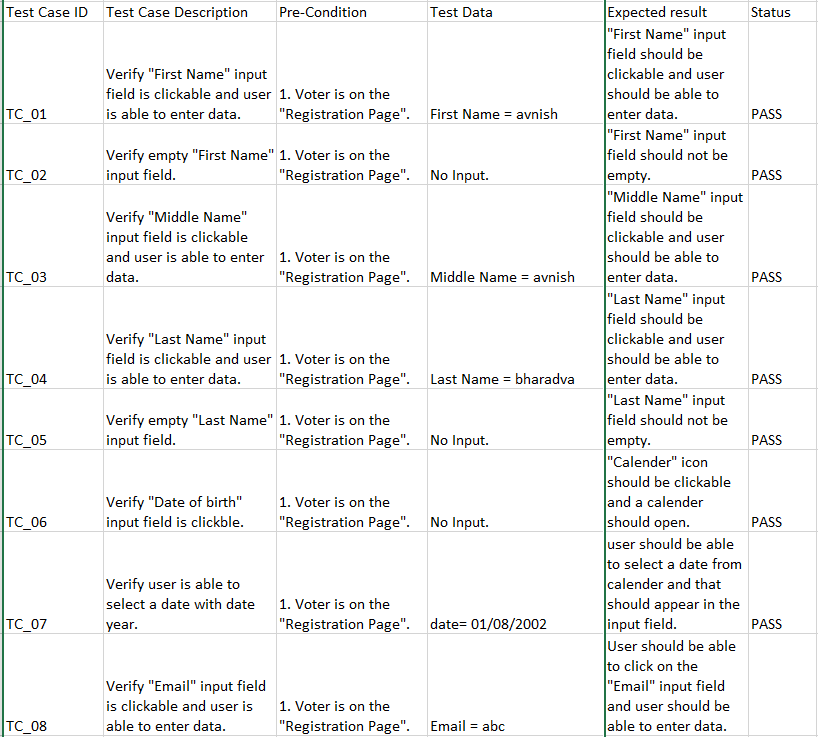 Test Case ID Test Case Description Pre-Condition Test Data Expected result Status
TC_01
Verify "First Name" input
field is clickable and user
is able to enter data.
1. Voter is on the
"Registration Page".
First Name = avnish
"First Name" input
field should be
clickable and user
should be able to
enter data.
PASS
TC_02
Verify empty "First Name"
input field.
1. Voter is on the
"Registration Page".
No Input.
"First Name" input
field should not be
empty.
PASS
TC_03
Verify "Middle Name"
input field is clickable
and user is able to enter
data.
1. Voter is on the
"Registration Page".
Middle Name = avnish
"Middle Name" input
field should be
clickable and user
should be able to
enter data.
PASS
TC_04
Verify "Last Name" input
field is clickable and user
is able to enter data.
1. Voter is on the
"Registration Page".
Last Name = bharadva
"Last Name" input
field should be
clickable and user
should be able to
enter data.
PASS
TC_05
Verify empty "Last Name"
input field.
1. Voter is on the
"Registration Page".
No Input.
"Last Name" input
field should not be
empty.
PASS
TC_06
Verify "Date of birth"
input field is clickble.
1. Voter is on the
"Registration Page".
No Input.
"Calender" icon
should be clickable
and a calender
should open.
PASS
TC_07
Verify user is able to
select a date with date
year.
1. Voter is on the
"Registration Page".
date= 01/08/2002
user should be able
to select a date from
calender and that
should appear in the
input field.
PASS
TC_08
Verify "Email" input field
is clickable and user is
able to enter data.
1. Voter is on the
"Registration Page".
Email = abc
User should be able
to click on the
"Email" input field
and user should be
able to enter data.